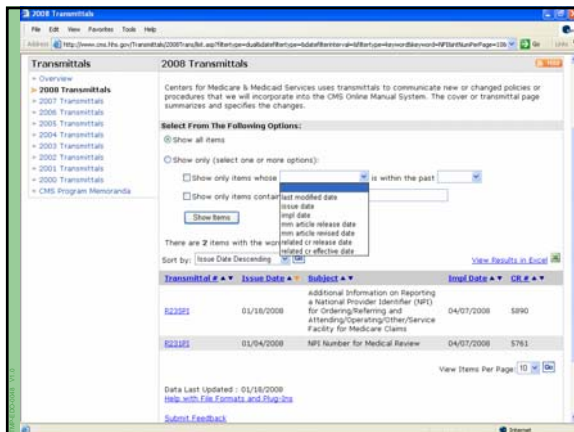 2008 Transmittals
File Edit View Favorites Tools Help
Address
Go
Links
Transmittals
Overview
2008 Transmittals
2007 Transmittals
2006 Transmittals
2005 Transmittals
2004 Transmittals
2003 Transmittals
2002 Transmittals
2001 Transmittals
2000 Transmittals
CMS Program Memoranda
2008 Transmittals
Centers for Medicare & Medicaid Services uses transmittals to communicate new or changed policies or
procedures that we will incorporate into the CMS Online Manual System. The cover or transmittal page
summarizes and specifies the changes.
Select From The Following Options:
Show all items
Show only (select one or more options):
Show only items whose is within the past
Show only items contain
last modified date
issue date
impl date
mm article release date
mm article revised date
related cr release date
related cr effective date
Show Items
There are 2 items with the wor
Sort by: Issue Date Descending Go
View Results in Excel
Transmittal # Issue Date Subject Impl Date CR #
R235PI 01/18/2008 Additional Information on Reporting
a National Provider Identifier (NPI)
for Ordering/Referring and
Attending/Operating/Other/Service
Facility for Medicare Claims 04/07/2008 5890
R231PI 01/04/2008 NPI Number for Medical Review 04/07/2008 5761
View Items Per Page: 10 Go
Data Last Updated : 01/18/2008
Help with File Formats and Plug-Ins
Submit Feedback
Internet